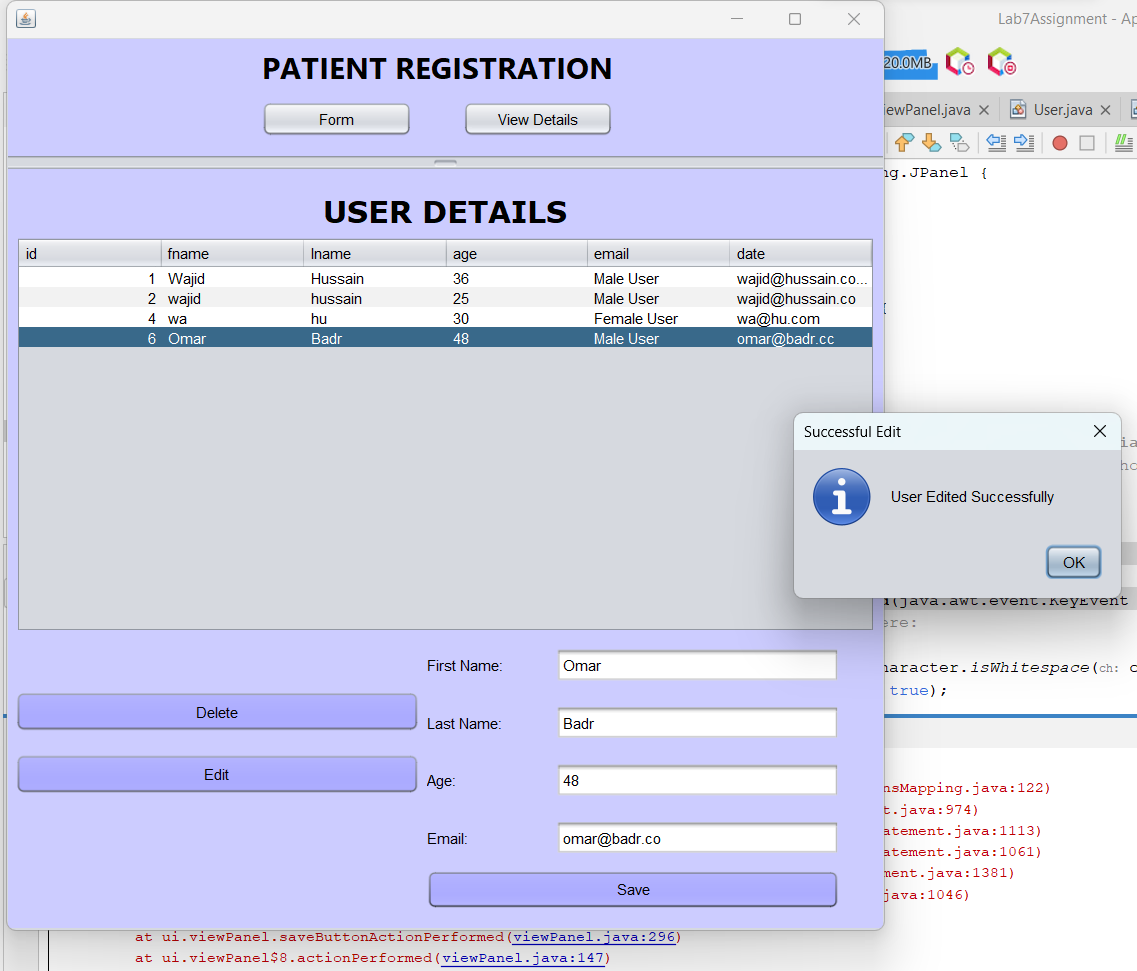 Lab7Assignment - Ap
PATIENT REGISTRATION
20.0MB
Form
View Details
iewPanel.java
User.java
ng.JPanel {
USER DETAILS
id fname lname age email date
1 Wajid Hussain 36 Male User wajid@hussain.co...
2 wajid hussain 25 Male User wajid@hussain.co
4 wa hu 30 Female User wa@hu.com
6 Omar Badr 48 Male User omar@badr.cc
{
Successful Edit
User Edited Successfully
OK
(java.awt.event.KeyEvent
ere:
First Name: Omar
haracter.isWhitespace(ch: c
true);
Delete
Last Name: Badr
Edit
Age: 48
nsMapping.java:122)
t.java:974)
atement.java:1113)
Email: omar@badr.co
atement.java:1061)
ment.java:1381)
Save
java:1046)
at ui.viewPanel.saveButtonActionPerformed(viewPanel.java:296)
at ui.viewPanel$8.actionPerformed(viewPanel.java:147)